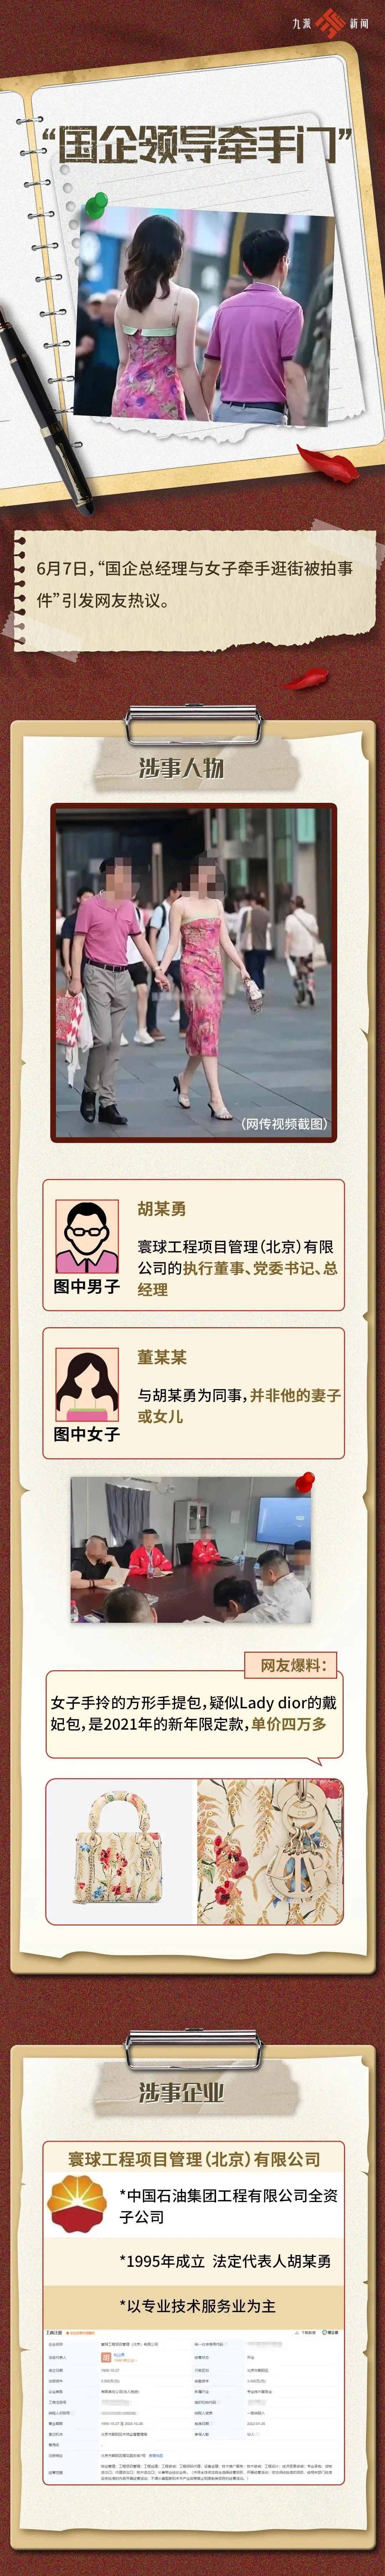 九派 新闻
“国企领导牵手门”
6月7日，“国企总经理与女子牵手逛街被拍事
件”引发网友热议。
涉事人物
（网传视频截图）
胡某勇
寰球工程项目管理（北京）有限
公司的执行董事、党委书记、总
经理
图中男子
董某某
与胡某勇为同事，并非他的妻子
或女儿
图中女子
网友爆料：
女子手拎的方形手提包，疑似Lady dior的戴
妃包，是2021年的新年限定款，单价四万多
涉事企业
寰球工程项目管理（北京）有限公司
*中国石油集团工程有限公司全资
子公司
*1995年成立 法定代表人胡某勇
*以专业技术服务业为主